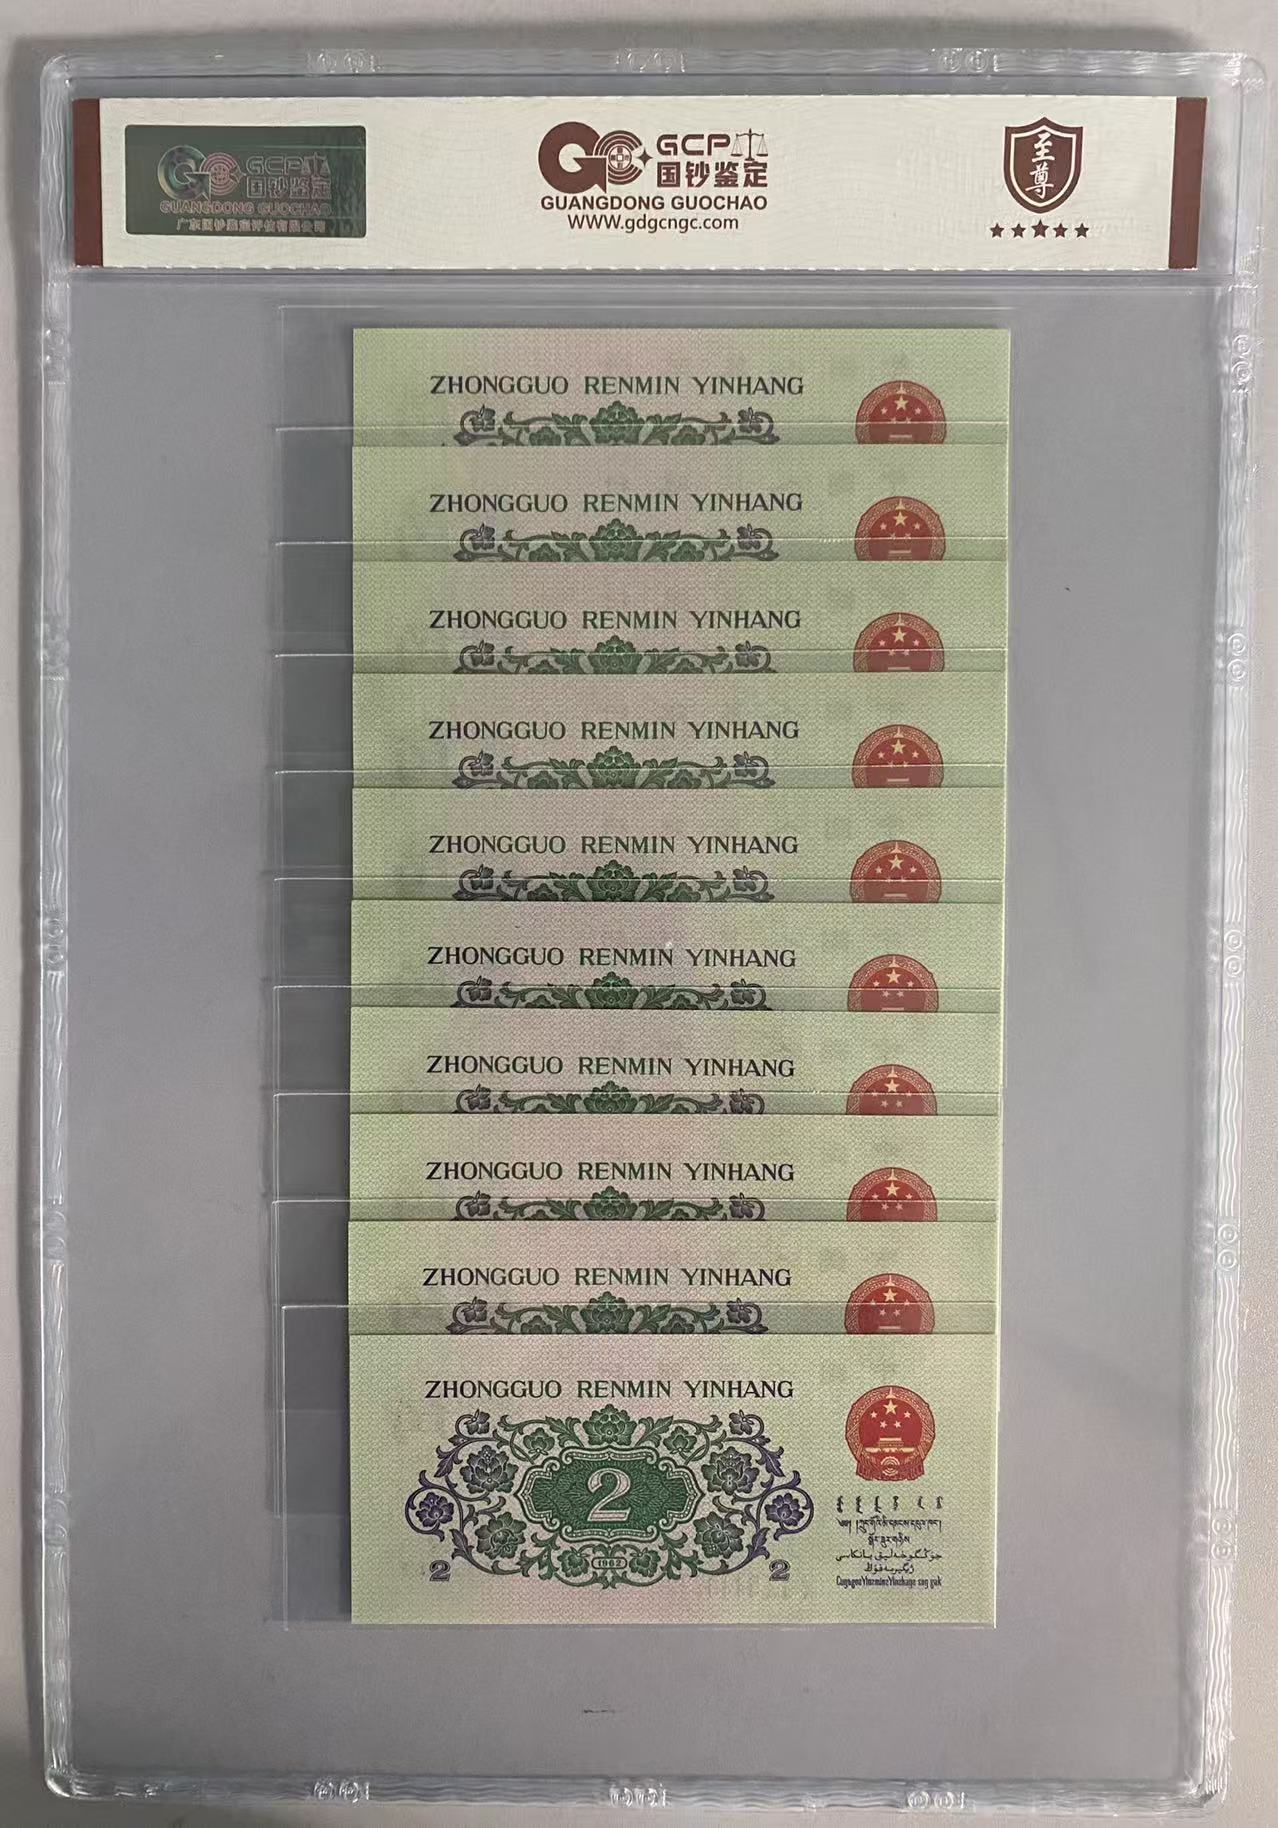 GCP
国钞鉴定
GUANGDONG GUOCHAO
广东国钞鉴定评估有限公司
GCP
国钞鉴定
GUANGDONG GUOCHAO
WWW.gdgcngc.com
至尊
ZHONGGUO RENMIN YINHANG
ZHONGGUO RENMIN YINHANG
ZHONGGUO RENMIN YINHANG
ZHONGGUO RENMIN YINHANG
ZHONGGUO RENMIN YINHANG
ZHONGGUO RENMIN YINHANG
ZHONGGUO RENMIN YINHANG
ZHONGGUO RENMIN YINHANG
ZHONGGUO RENMIN YINHANG
ZHONGGUO RENMIN YINHANG
2
1962
2 2